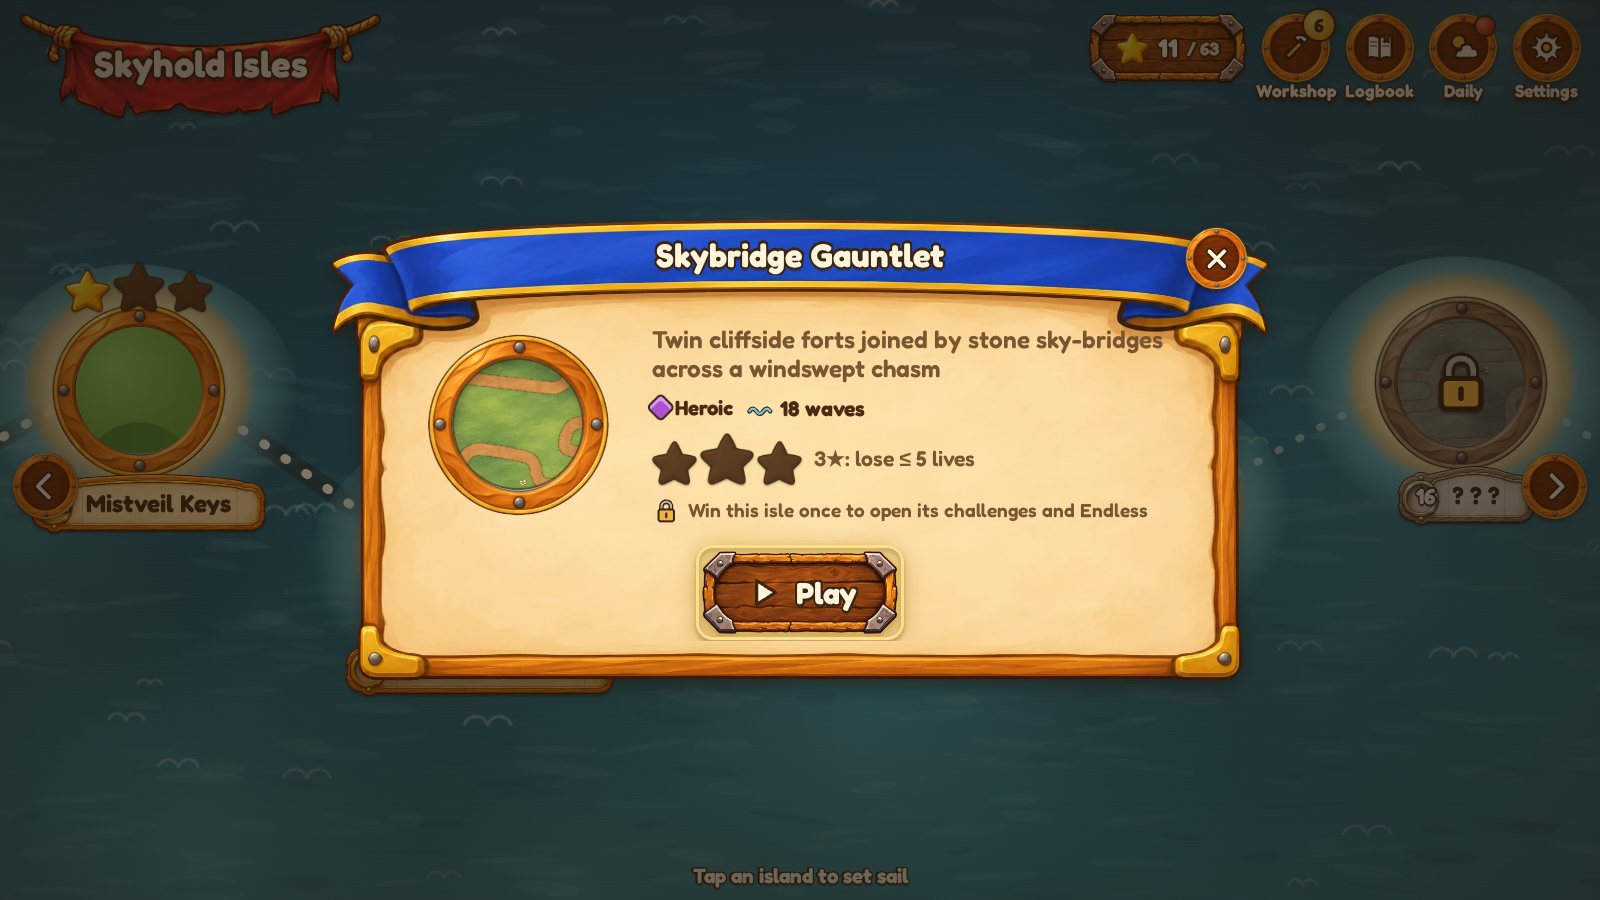 Skyhold Isles
11 / 63
6
Workshop
Logbook
Daily
Settings
Skybridge Gauntlet
Twin cliffside forts joined by stone sky-bridges
across a windswept chasm
Heroic
18 waves
3★: lose ≤ 5 lives
Win this isle once to open its challenges and Endless
Play
Mistveil Keys
16
???
Tap an island to set sail